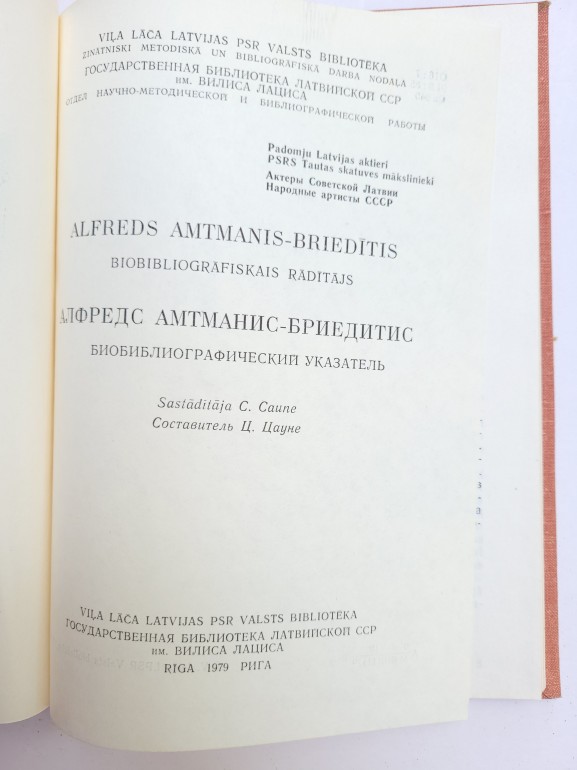 VIĻA LĀČA LATVIJAS PSR VALSTS BIBLIOTĒKA
ZINĀTNISKI METODISKĀ UN BIBLIOGRĀFISKĀ DARBA NODAĻA
ГОСУДАРСТВЕННАЯ БИБЛИОТЕКА ЛАТВИЙСКОЙ ССР
им. ВИЛИСА ЛАЦИСА
ОТДЕЛ НАУЧНО-МЕТОДИЧЕСКОЙ И БИБЛИОГРАФИЧЕСКОЙ РАБОТЫ
Padomju Latvijas aktieri
PSRS Tautas skatuves mākslinieki
Актеры Советской Латвии
Народные артисты СССР
ALFREDS AMTMANIS-BRIEDĪTIS
BIOBIBLIOGRĀFISKAIS RĀDĪTĀJS
АЛФРЕДС АМТМАНИС-БРИЕДИТИС
БИОБИБЛИОГРАФИЧЕСКИЙ УКАЗАТЕЛЬ
Sastādītāja C. Caune
Составитель Ц. Цауне
VIĻA LĀČA LATVIJAS PSR VALSTS BIBLIOTĒKA
ГОСУДАРСТВЕННАЯ БИБЛИОТЕКА ЛАТВИЙСКОЙ ССР
им. ВИЛИСА ЛАЦИСА
RĪGA 1979 РИГА